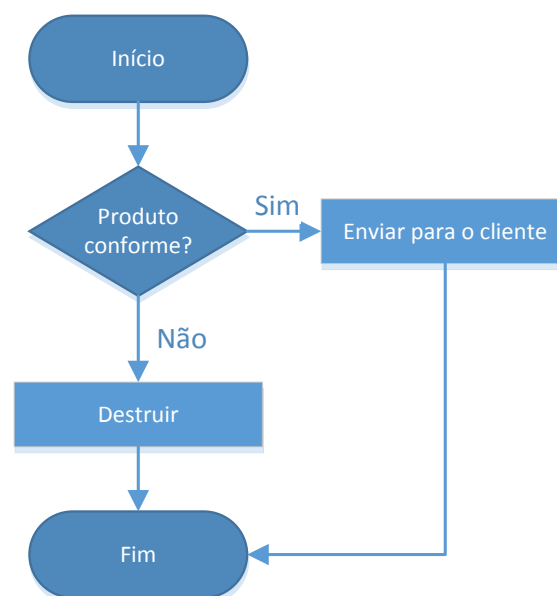 Início
Produto
conforme?
Sim
Enviar para o cliente
Não
Destruir
Fim